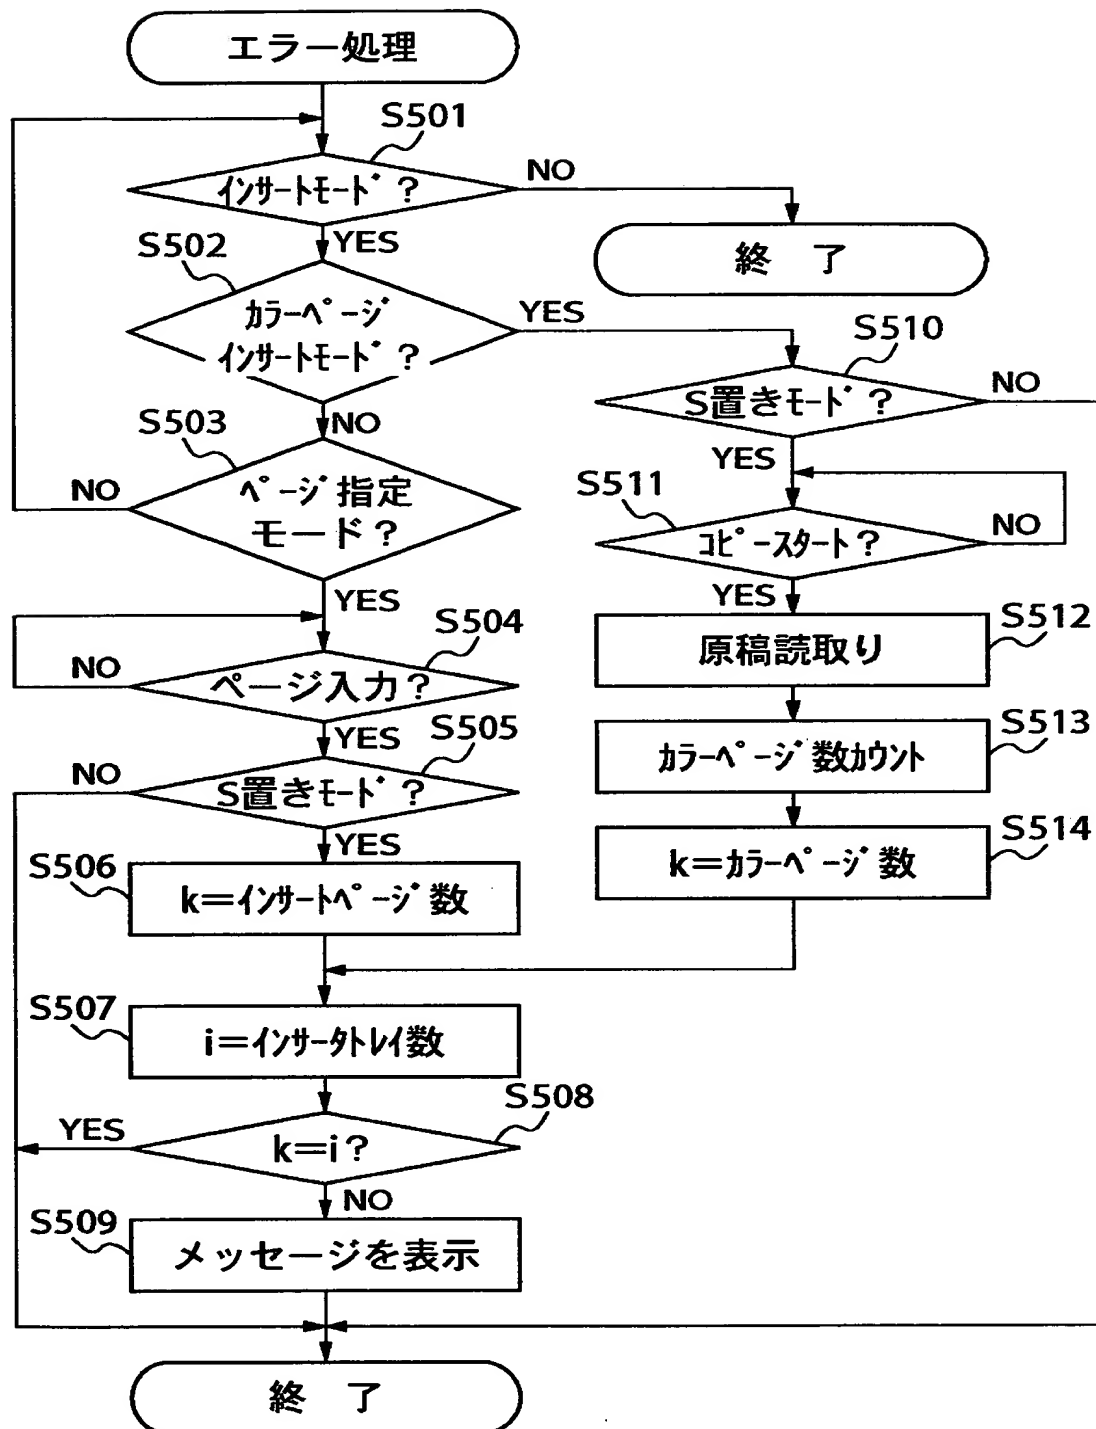 エラー処理
S501
インサートモード？
NO
YES
終 了
S502
カラーページ
インサートモード？
YES
NO
S510
S置きモード？
NO
YES
S503
ページ指定
モード？
NO
YES
S511
コピースタート？
NO
YES
S504
ページ入力？
NO
YES
S512
原稿読取り
S505
S置きモード？
NO
YES
S513
カラーページ数カウント
S506
k＝インサートページ数
S514
k＝カラーページ数
S507
i＝インサータトレイ数
S508
k＝i？
YES
NO
S509
メッセージを表示
終 了